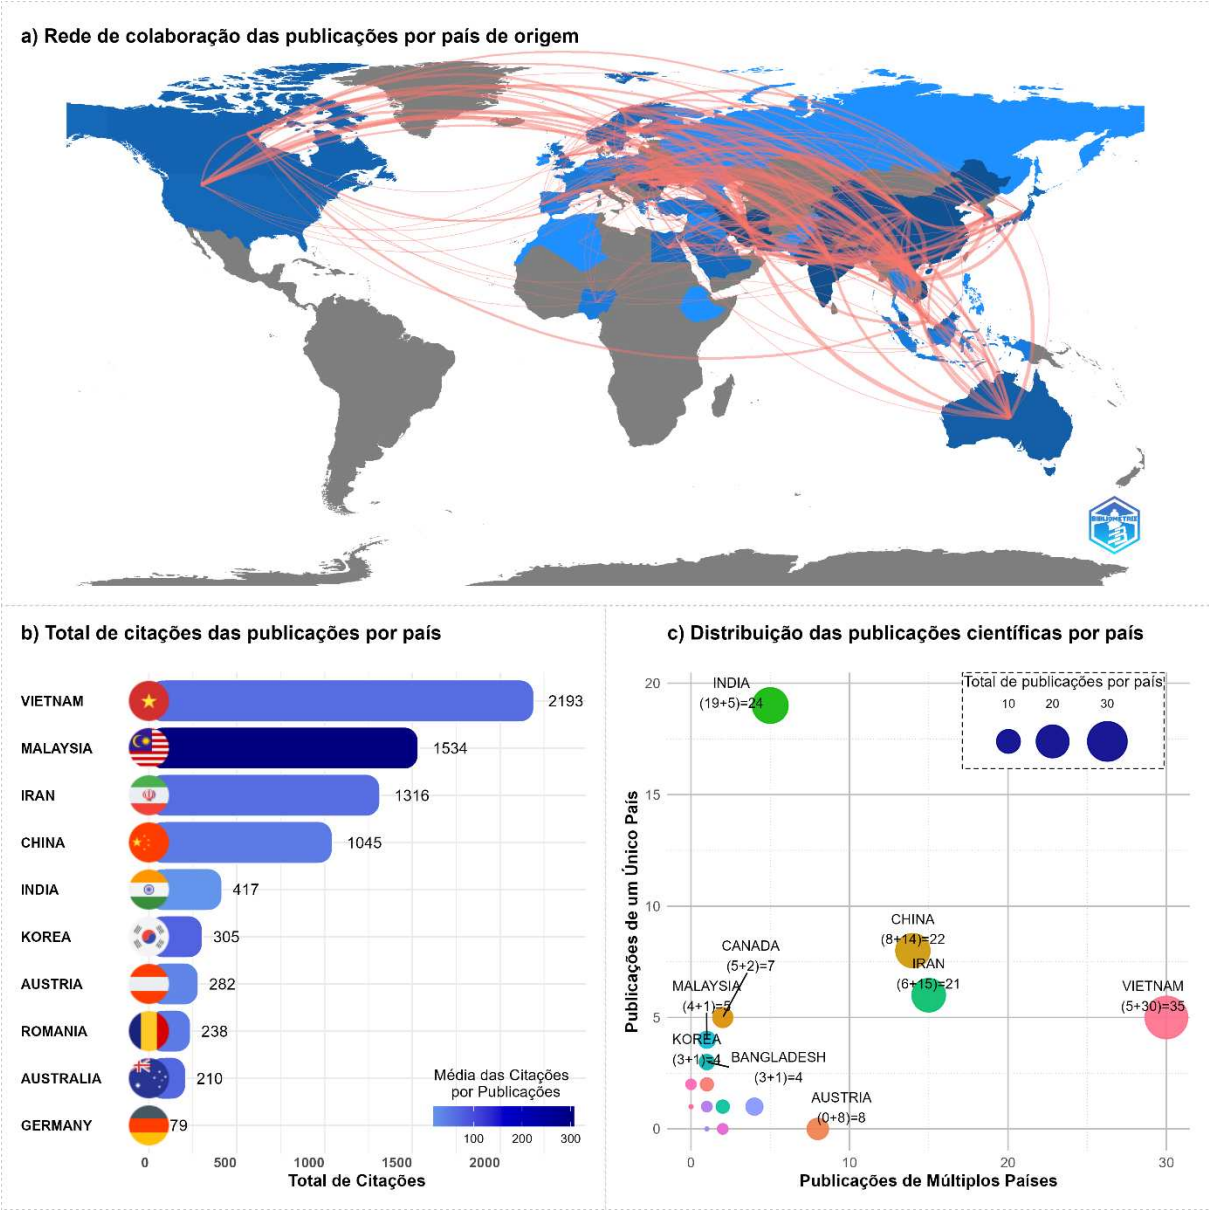 a) Rede de colaboração das publicações por país de origem
BIBLIOMETRIX
b) Total de citações das publicações por país
VIETNAM 2193
MALAYSIA 1534
IRAN 1316
CHINA 1045
INDIA 417
KOREA 305
AUSTRIA 282
ROMANIA 238
AUSTRALIA 210
GERMANY 79
Média das Citações
por Publicações
100 200 300
0 500 1000 1500 2000
Total de Citações
c) Distribuição das publicações científicas por país
Total de publicações por país
10 20 30
INDIA
(19+5)=24
CHINA
(8+14)=22
IRAN
(6+15)=21
CANADA
(5+2)=7
MALAYSIA
(4+1)=5
VIETNAM
(5+30)=35
KOREA
(3+1)=4
BANGLADESH
(3+1)=4
AUSTRIA
(0+8)=8
20
15
10
5
0
Publicações de um Único País
0 10 20 30
Publicações de Múltiplos Países